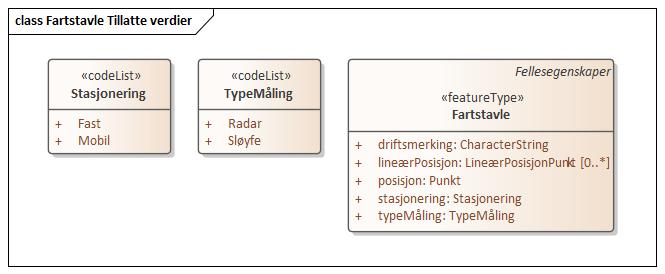 class Fartstavle Tillatte verdier
«codeList»
Stasjonering
+ Fast
+ Mobil
«codeList»
TypeMåling
+ Radar
+ Sløyfe
Fellesegenskaper
«featureType»
Fartstavle
+ driftsmerking: CharacterString
+ lineærPosisjon: LineærPosisjonPunkt [0..*]
+ posisjon: Punkt
+ stasjonering: Stasjonering
+ typeMåling: TypeMåling